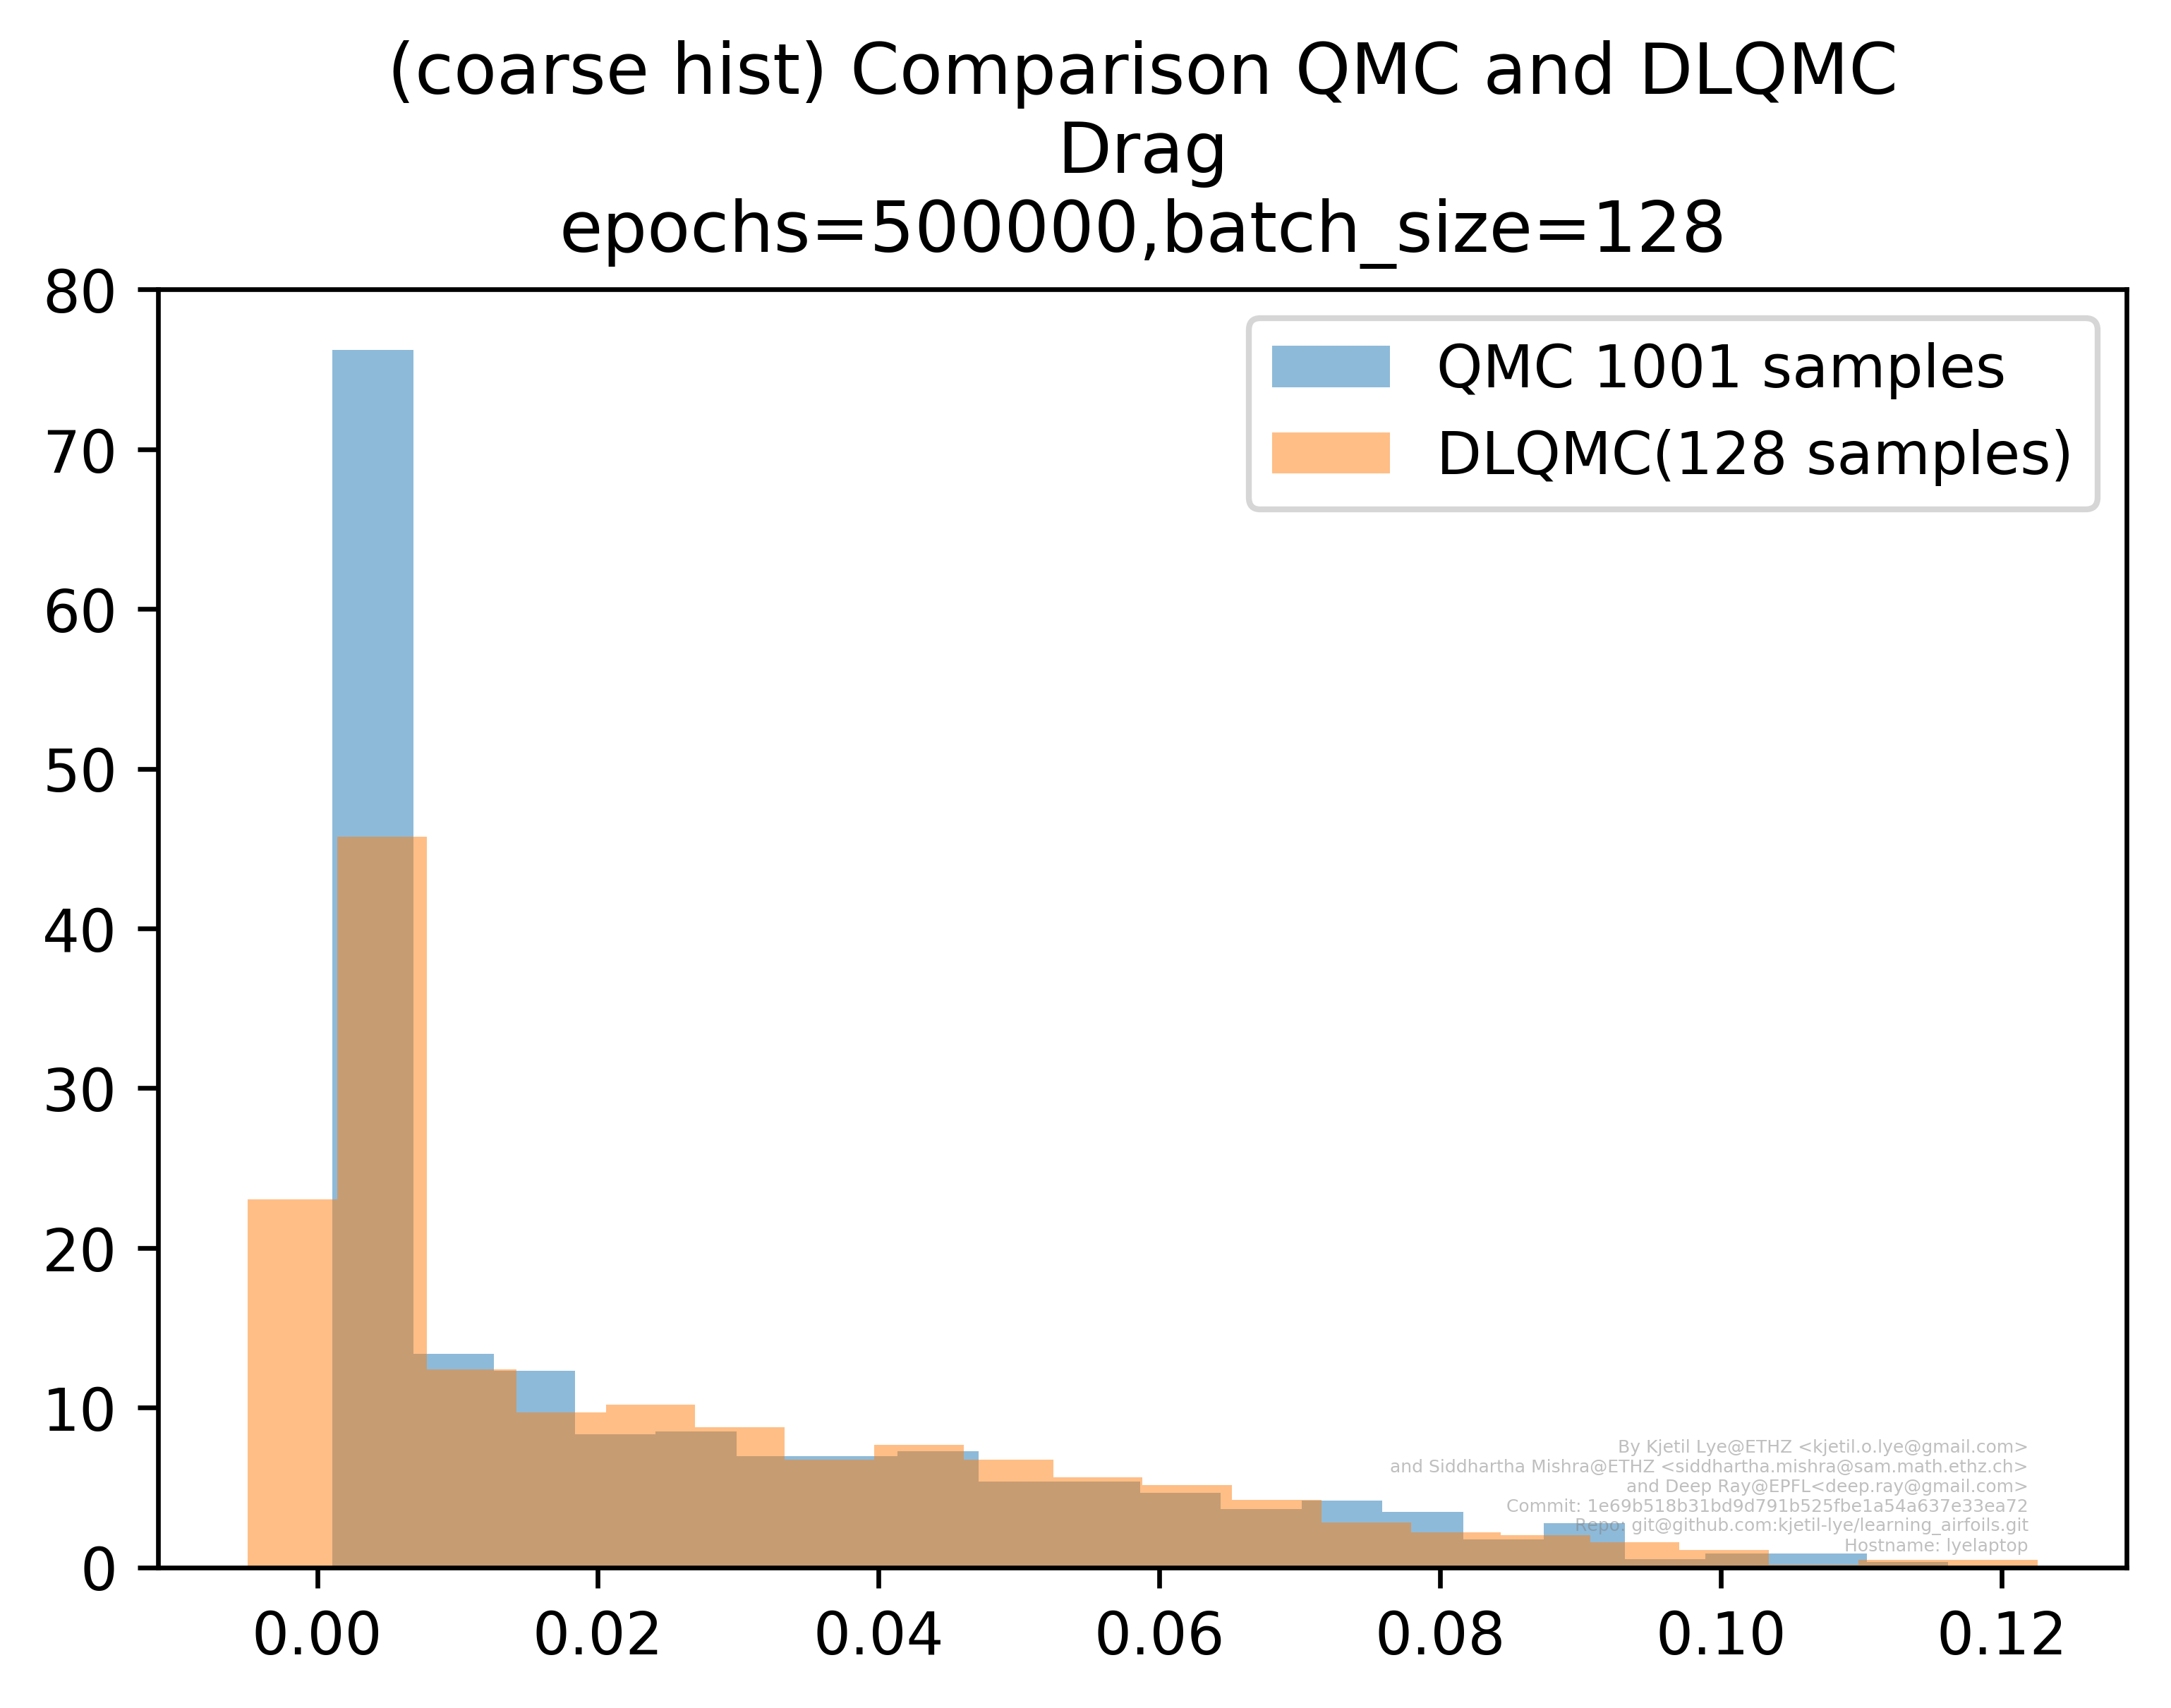 (coarse hist) Comparison QMC and DLQMC
Drag
epochs=500000,batch_size=128
80
70
60
50
40
30
20
10
0
QMC 1001 samples
DLQMC(128 samples)
By Kjetil Lye@ETHZ <kjetil.o.lye@gmail.com>
and Siddhartha Mishra@ETHZ <siddhartha.mishra@sam.math.ethz.ch>
and Deep Ray@EPFL<deep.ray@gmail.com>
Commit: 1e69b518b31bd9d791b525fbe1a54a637e33ea72
Repo: git@github.com:kjetil-lye/learning_airfoils.git
Hostname: lyelaptop
0.00 0.02 0.04 0.06 0.08 0.10 0.12